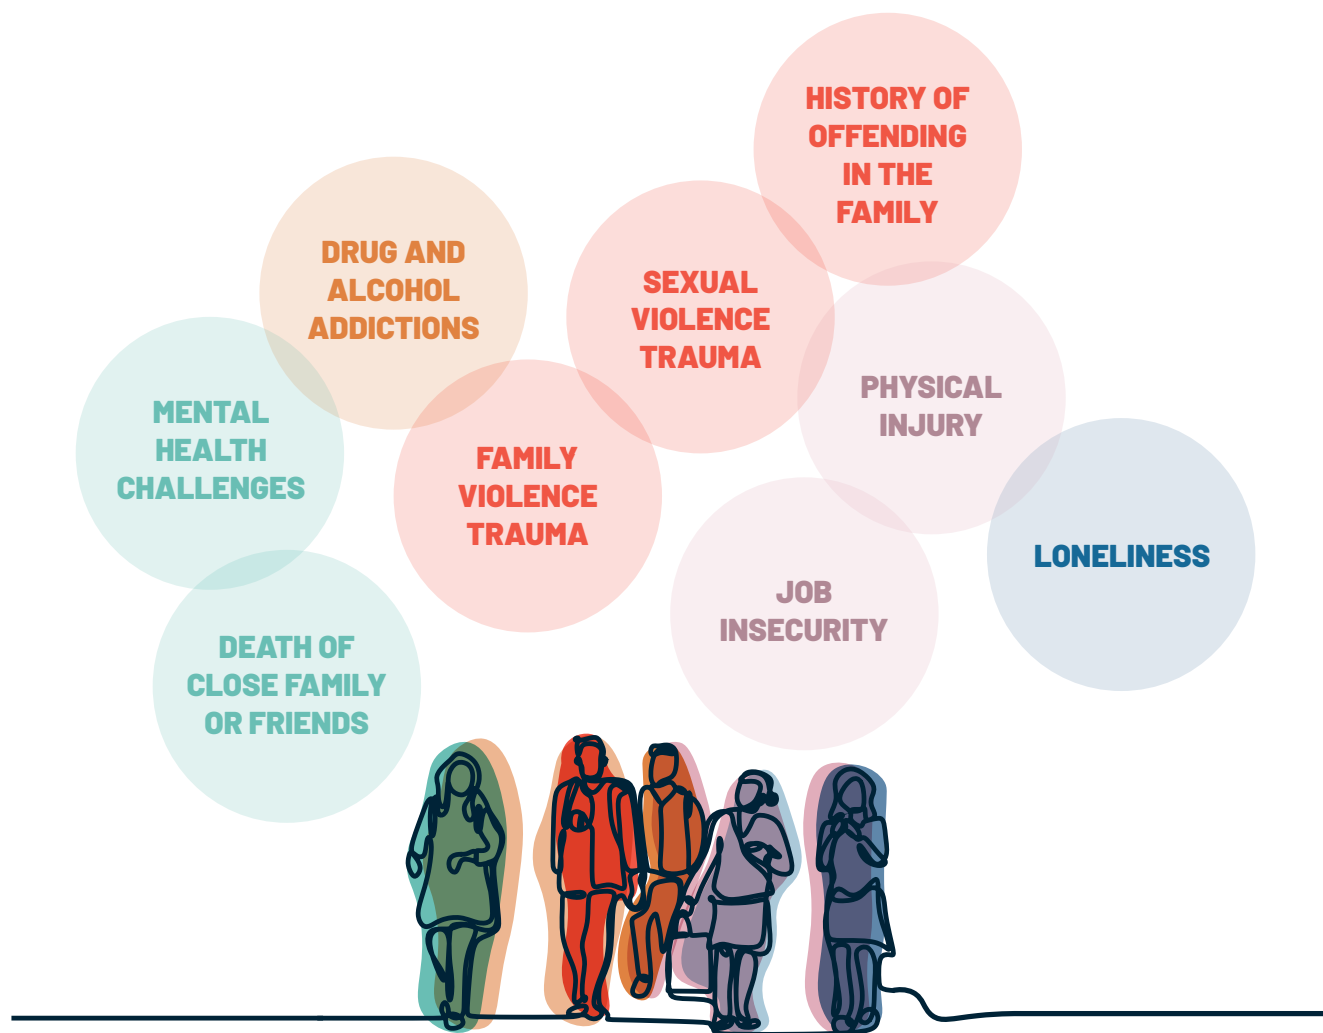 HISTORY OF
OFFENDING
IN THE
FAMILY
DRUG AND
ALCOHOL
ADDICTIONS
SEXUAL
VIOLENCE
TRAUMA
MENTAL
HEALTH
CHALLENGES
FAMILY
VIOLENCE
TRAUMA
PHYSICAL
INJURY
LONELINESS
JOB
INSECURITY
DEATH OF
CLOSE FAMILY
OR FRIENDS